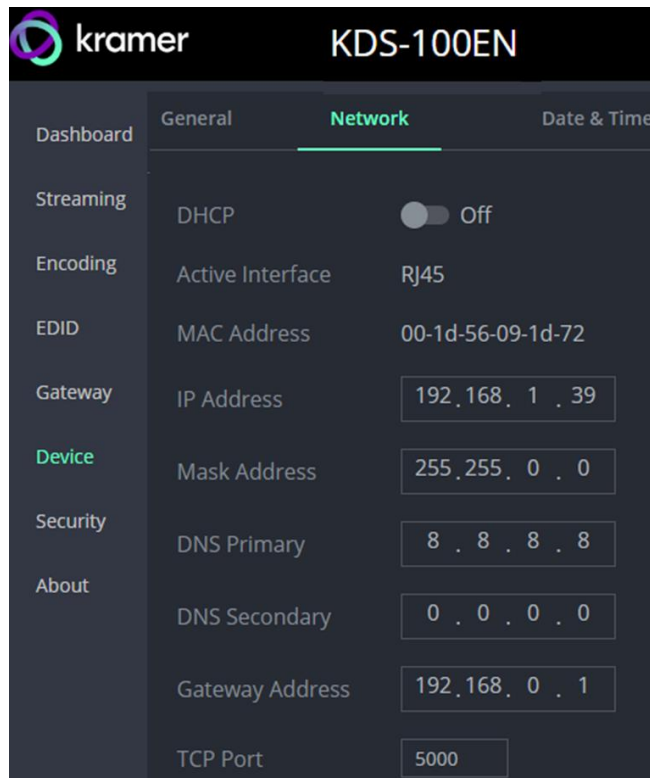 kramer KDS-100EN
General Network Date & Time
Dashboard
Streaming
Encoding
EDID
Gateway
Device
Security
About
DHCP Off
Active Interface RJ45
MAC Address 00-1d-56-09-1d-72
IP Address 192.168.1.39
Mask Address 255.255.0.0
DNS Primary 8.8.8.8
DNS Secondary 0.0.0.0
Gateway Address 192.168.0.1
TCP Port 5000